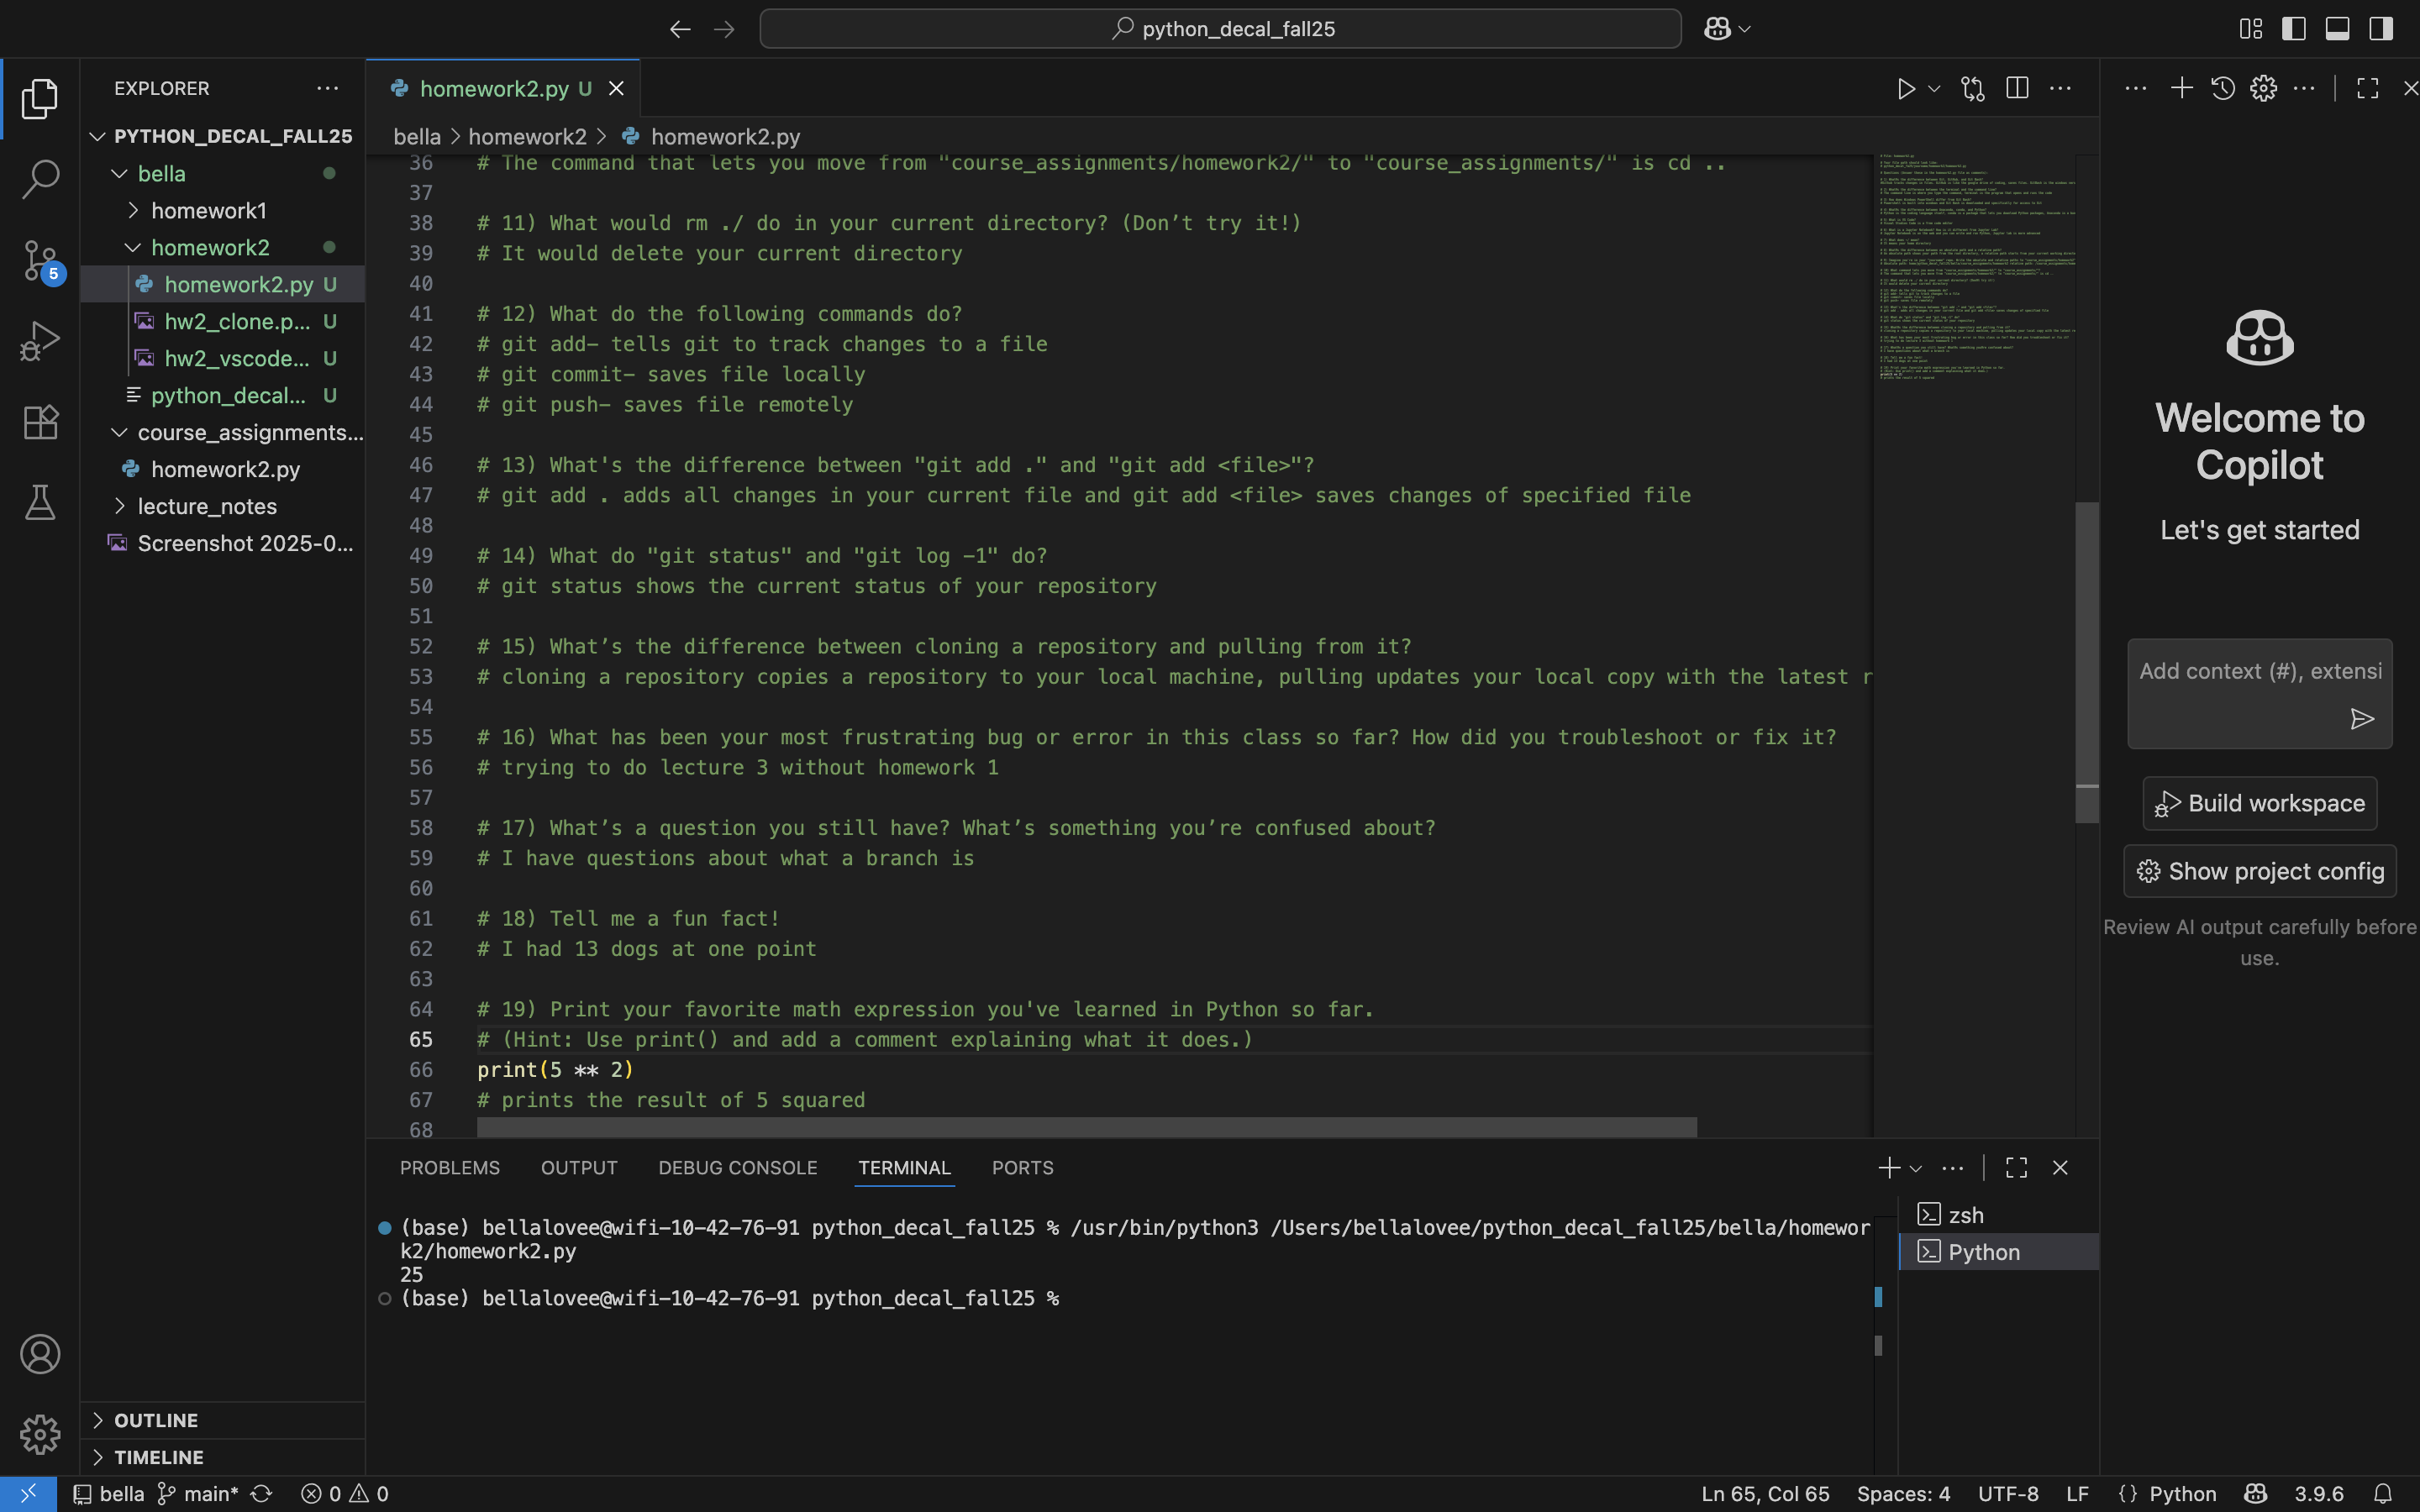 python_decal_fall25
EXPLORER
PYTHON_DECAL_FALL25
bella
homework1
homework2
homework2.py U
hw2_clone.p... U
hw2_vscode... U
python_decal... U
course_assignments...
homework2.py
lecture_notes
Screenshot 2025-0...
5
OUTLINE
TIMELINE
homework2.py U
bella > homework2 > homework2.py
36 # The command that lets you move from "course_assignments/homework2/" to "course_assignments/" is cd ..
37
38 # 11) What would rm ./ do in your current directory? (Don’t try it!)
39 # It would delete your current directory
40
41 # 12) What do the following commands do?
42 # git add- tells git to track changes to a file
43 # git commit- saves file locally
44 # git push- saves file remotely
45
46 # 13) What's the difference between "git add ." and "git add <file>"?
47 # git add . adds all changes in your current file and git add <file> saves changes of specified file
48
49 # 14) What do "git status" and "git log -1" do?
50 # git status shows the current status of your repository
51
52 # 15) What’s the difference between cloning a repository and pulling from it?
53 # cloning a repository copies a repository to your local machine, pulling updates your local copy with the latest r
54
55 # 16) What has been your most frustrating bug or error in this class so far? How did you troubleshoot or fix it?
56 # trying to do lecture 3 without homework 1
57
58 # 17) What’s a question you still have? What’s something you’re confused about?
59 # I have questions about what a branch is
60
61 # 18) Tell me a fun fact!
62 # I had 13 dogs at one point
63
64 # 19) Print your favorite math expression you've learned in Python so far.
65 # (Hint: Use print() and add a comment explaining what it does.)
66 print(5 ** 2)
67 # prints the result of 5 squared
68
PROBLEMS OUTPUT DEBUG CONSOLE TERMINAL PORTS
(base) bellalovee@wifi-10-42-76-91 python_decal_fall25 % /usr/bin/python3 /Users/bellalovee/python_decal_fall25/bella/homewor
k2/homework2.py
25
(base) bellalovee@wifi-10-42-76-91 python_decal_fall25 %
zsh
Python
Welcome to
Copilot
Let's get started
Add context (#), extensi
Build workspace
Show project config
Review AI output carefully before
use.
bella main* 0 0
Ln 65, Col 65 Spaces: 4 UTF-8 LF {} Python 3.9.6